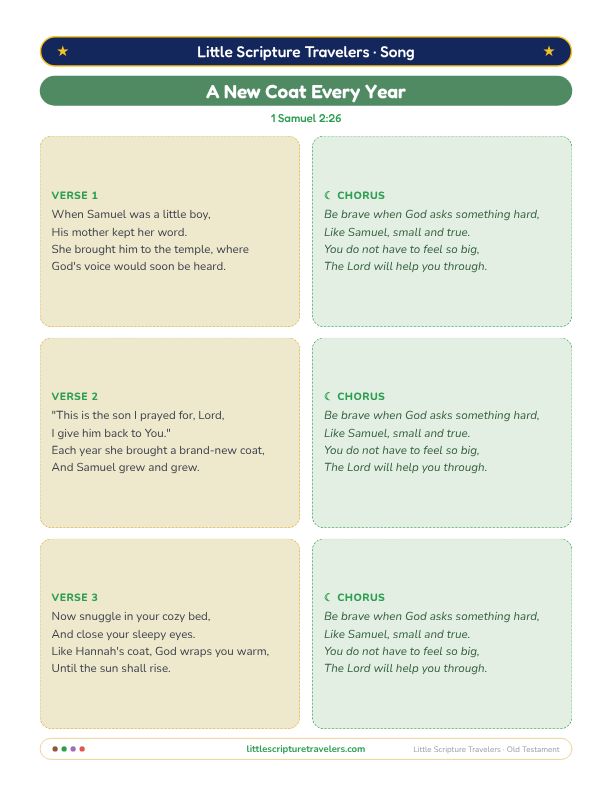 Little Scripture Travelers · Song
A New Coat Every Year
1 Samuel 2:26
VERSE 1
When Samuel was a little boy,
His mother kept her word.
She brought him to the temple, where
God's voice would soon be heard.
CHORUS
Be brave when God asks something hard,
Like Samuel, small and true.
You do not have to feel so big,
The Lord will help you through.
VERSE 2
"This is the son I prayed for, Lord,
I give him back to You."
Each year she brought a brand-new coat,
And Samuel grew and grew.
CHORUS
Be brave when God asks something hard,
Like Samuel, small and true.
You do not have to feel so big,
The Lord will help you through.
VERSE 3
Now snuggle in your cozy bed,
And close your sleepy eyes.
Like Hannah's coat, God wraps you warm,
Until the sun shall rise.
CHORUS
Be brave when God asks something hard,
Like Samuel, small and true.
You do not have to feel so big,
The Lord will help you through.
littlescripturetravelers.com
Little Scripture Travelers · Old Testament